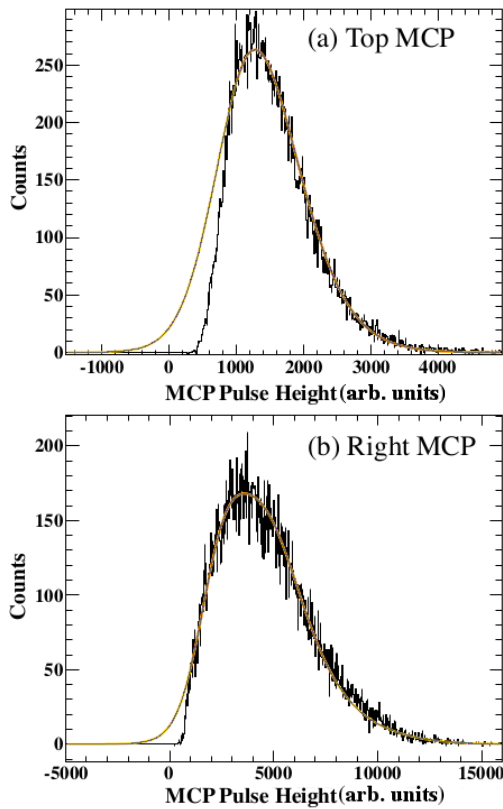 (a) Top MCP
Counts
250
200
150
100
50
0
-1000 0 1000 2000 3000 4000
MCP Pulse Height (arb. units)
(b) Right MCP
Counts
200
150
100
50
0
-5000 0 5000 10000 15000
MCP Pulse Height (arb. units)